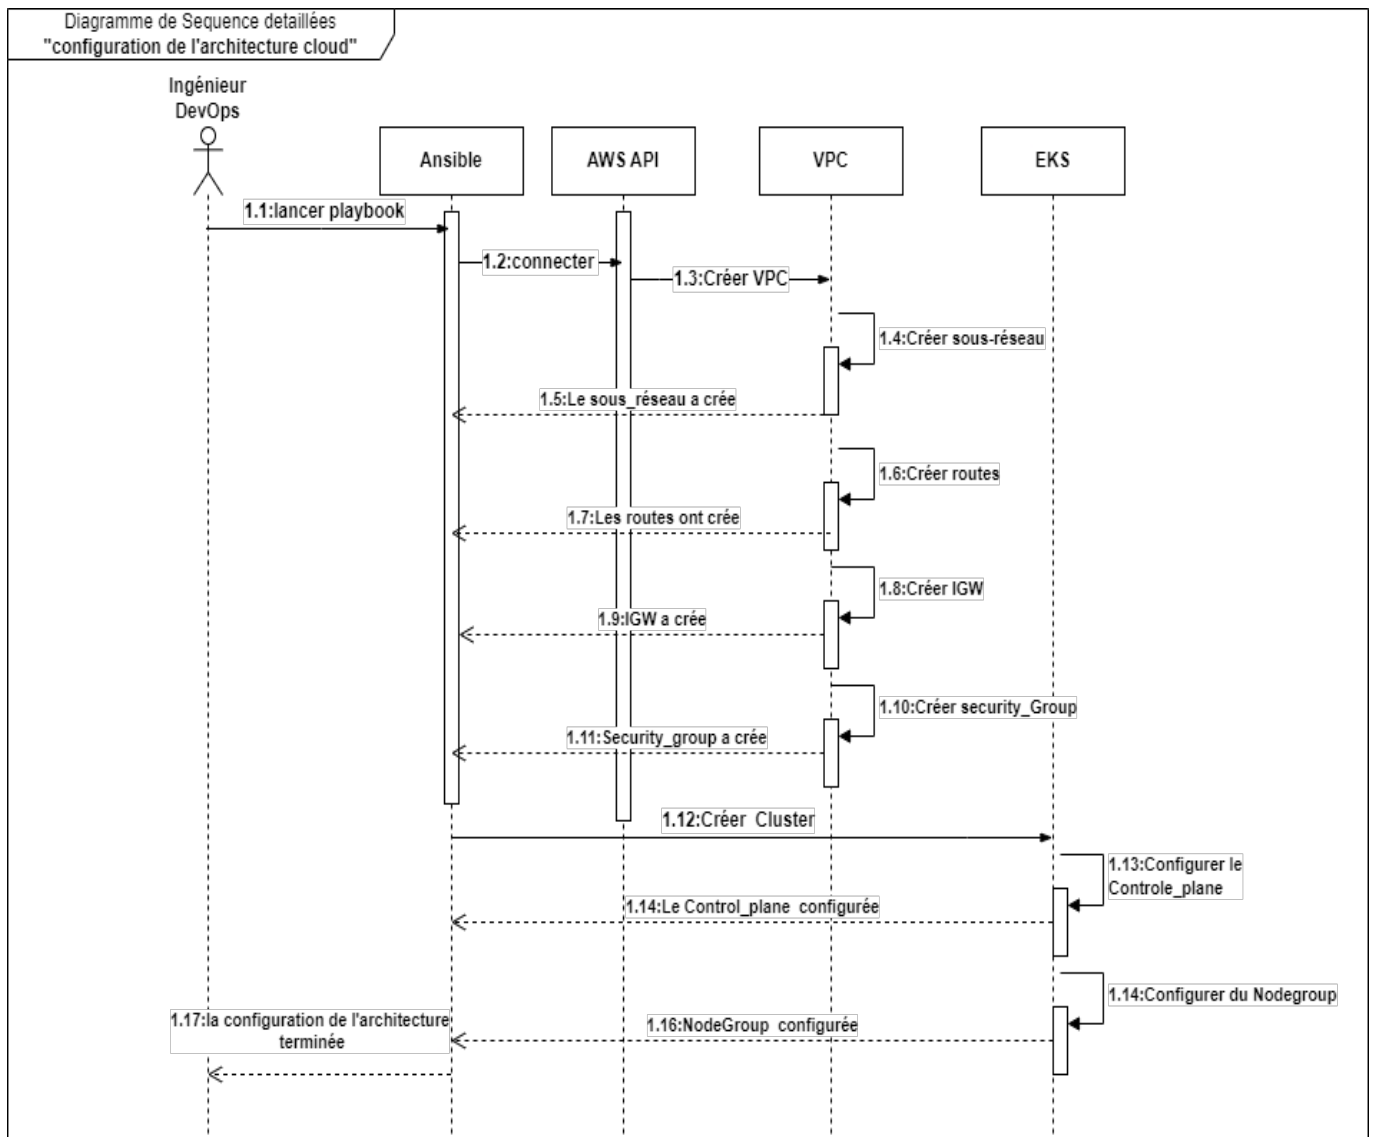 Diagramme de Sequence detaillées
"configuration de l'architecture cloud"
Ingénieur
DevOps
Ansible
AWS API
VPC
EKS
1.1:lancer playbook
1.2:connecter
1.3:Créer VPC
1.4:Créer sous-réseau
1.5:Le sous_réseau a crée
1.6:Créer routes
1.7:Les routes ont crée
1.8:Créer IGW
1.9:IGW a crée
1.10:Créer security_Group
1.11:Security_group a crée
1.12:Créer Cluster
1.13:Configurer le
Controle_plane
1.14:Le Control_plane configurée
1.14:Configurer du Nodegroup
1.16:NodeGroup configurée
1.17:la configuration de l'architecture
terminée